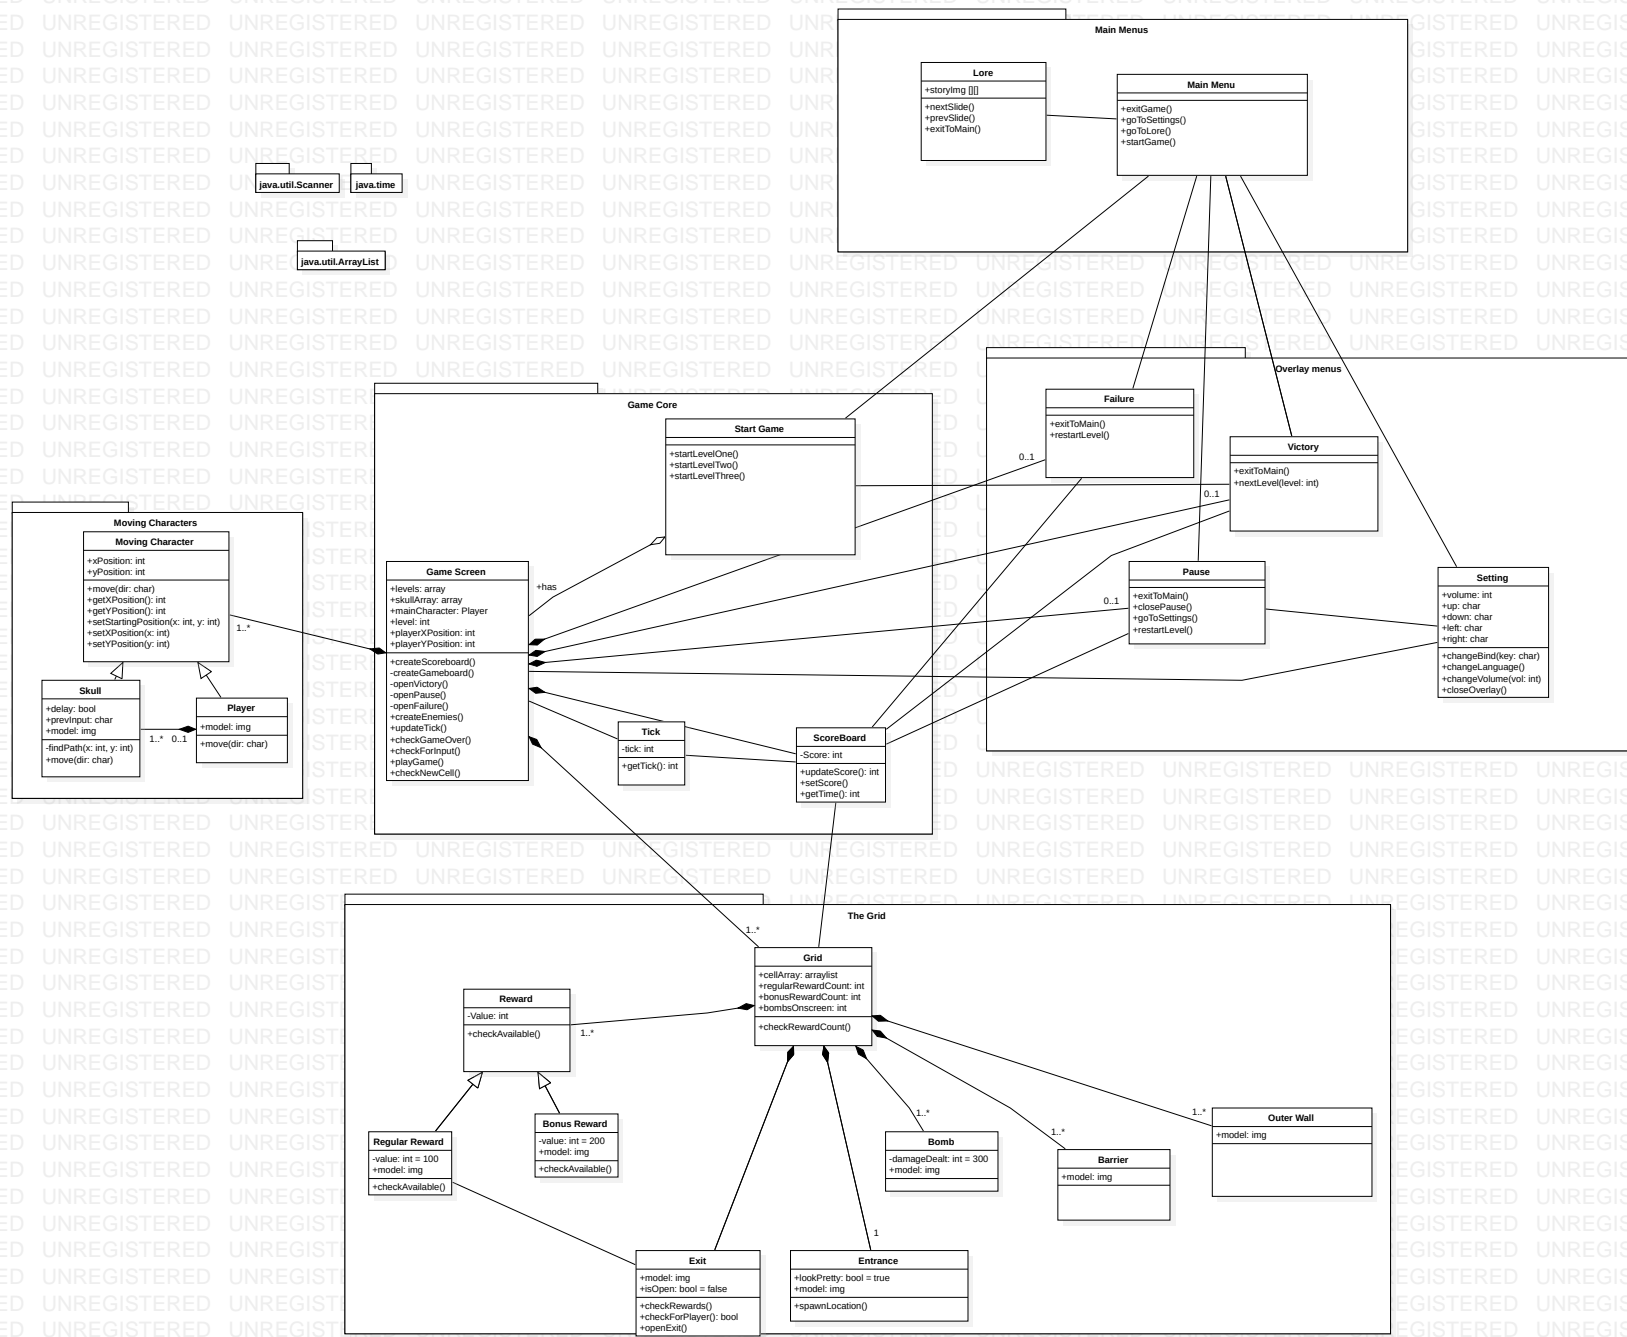 Main Menus
Lore
+storyImg [][]
+nextSlide()
+prevSlide()
+exitToMain()
Main Menu
+exitGame()
+goToSettings()
+goToLore()
+startGame()
java.util.Scanner
java.time
java.util.ArrayList
Overlay menus
Failure
+exitToMain()
+restartLevel()
0..1
Victory
+exitToMain()
+nextLevel(level: int)
0..1
Pause
+exitToMain()
+closePause()
+goToSettings()
+restartLevel()
0..1
Setting
+volume: int
+up: char
+down: char
+left: char
+right: char
+changeBind(key: char)
+changeLanguage()
+changeVolume(vol: int)
+closeOverlay()
Game Core
Start Game
+startLevelOne()
+startLevelTwo()
+startLevelThree()
+has
Game Screen
+levels: array
+skullArray: array
+mainCharacter: Player
+level: int
+playerXPosition: int
+playerYPosition: int
+createScoreboard()
-createGameboard()
-openVictory()
-openPause()
-openFailure()
+createEnemies()
+updateTick()
+checkGameOver()
+checkForInput()
+playGame()
+checkNewCell()
Tick
-tick: int
+getTick(): int
ScoreBoard
-Score: int
+updateScore(): int
+setScore()
+getTime(): int
Moving Characters
Moving Character
+xPosition: int
+yPosition: int
+move(dir: char)
+getXPosition(): int
+getYPosition(): int
+setStartingPosition(x: int, y: int)
+setXPosition(x: int)
+setYPosition(y: int)
1..*
Skull
+delay: bool
+prevInput: char
+model: img
-findPath(x: int, y: int)
+move(dir: char)
1..*
0..1
Player
+model: img
+move(dir: char)
The Grid
1..*
Grid
+cellArray: arraylist
+regularRewardCount: int
+bonusRewardCount: int
+bombsOnscreen: int
+checkRewardCount()
Reward
-Value: int
+checkAvailable()
1..*
Regular Reward
-value: int = 100
+model: img
+checkAvailable()
Bonus Reward
-value: int = 200
+model: img
+checkAvailable()
1..*
Bomb
-damageDealt: int = 300
+model: img
1..*
Barrier
+model: img
1..*
Outer Wall
+model: img
Exit
+model: img
+isOpen: bool = false
+checkRewards()
+checkForPlayer(): bool
+openExit()
1
Entrance
+lookPretty: bool = true
+model: img
+spawnLocation()
UNREGISTERED